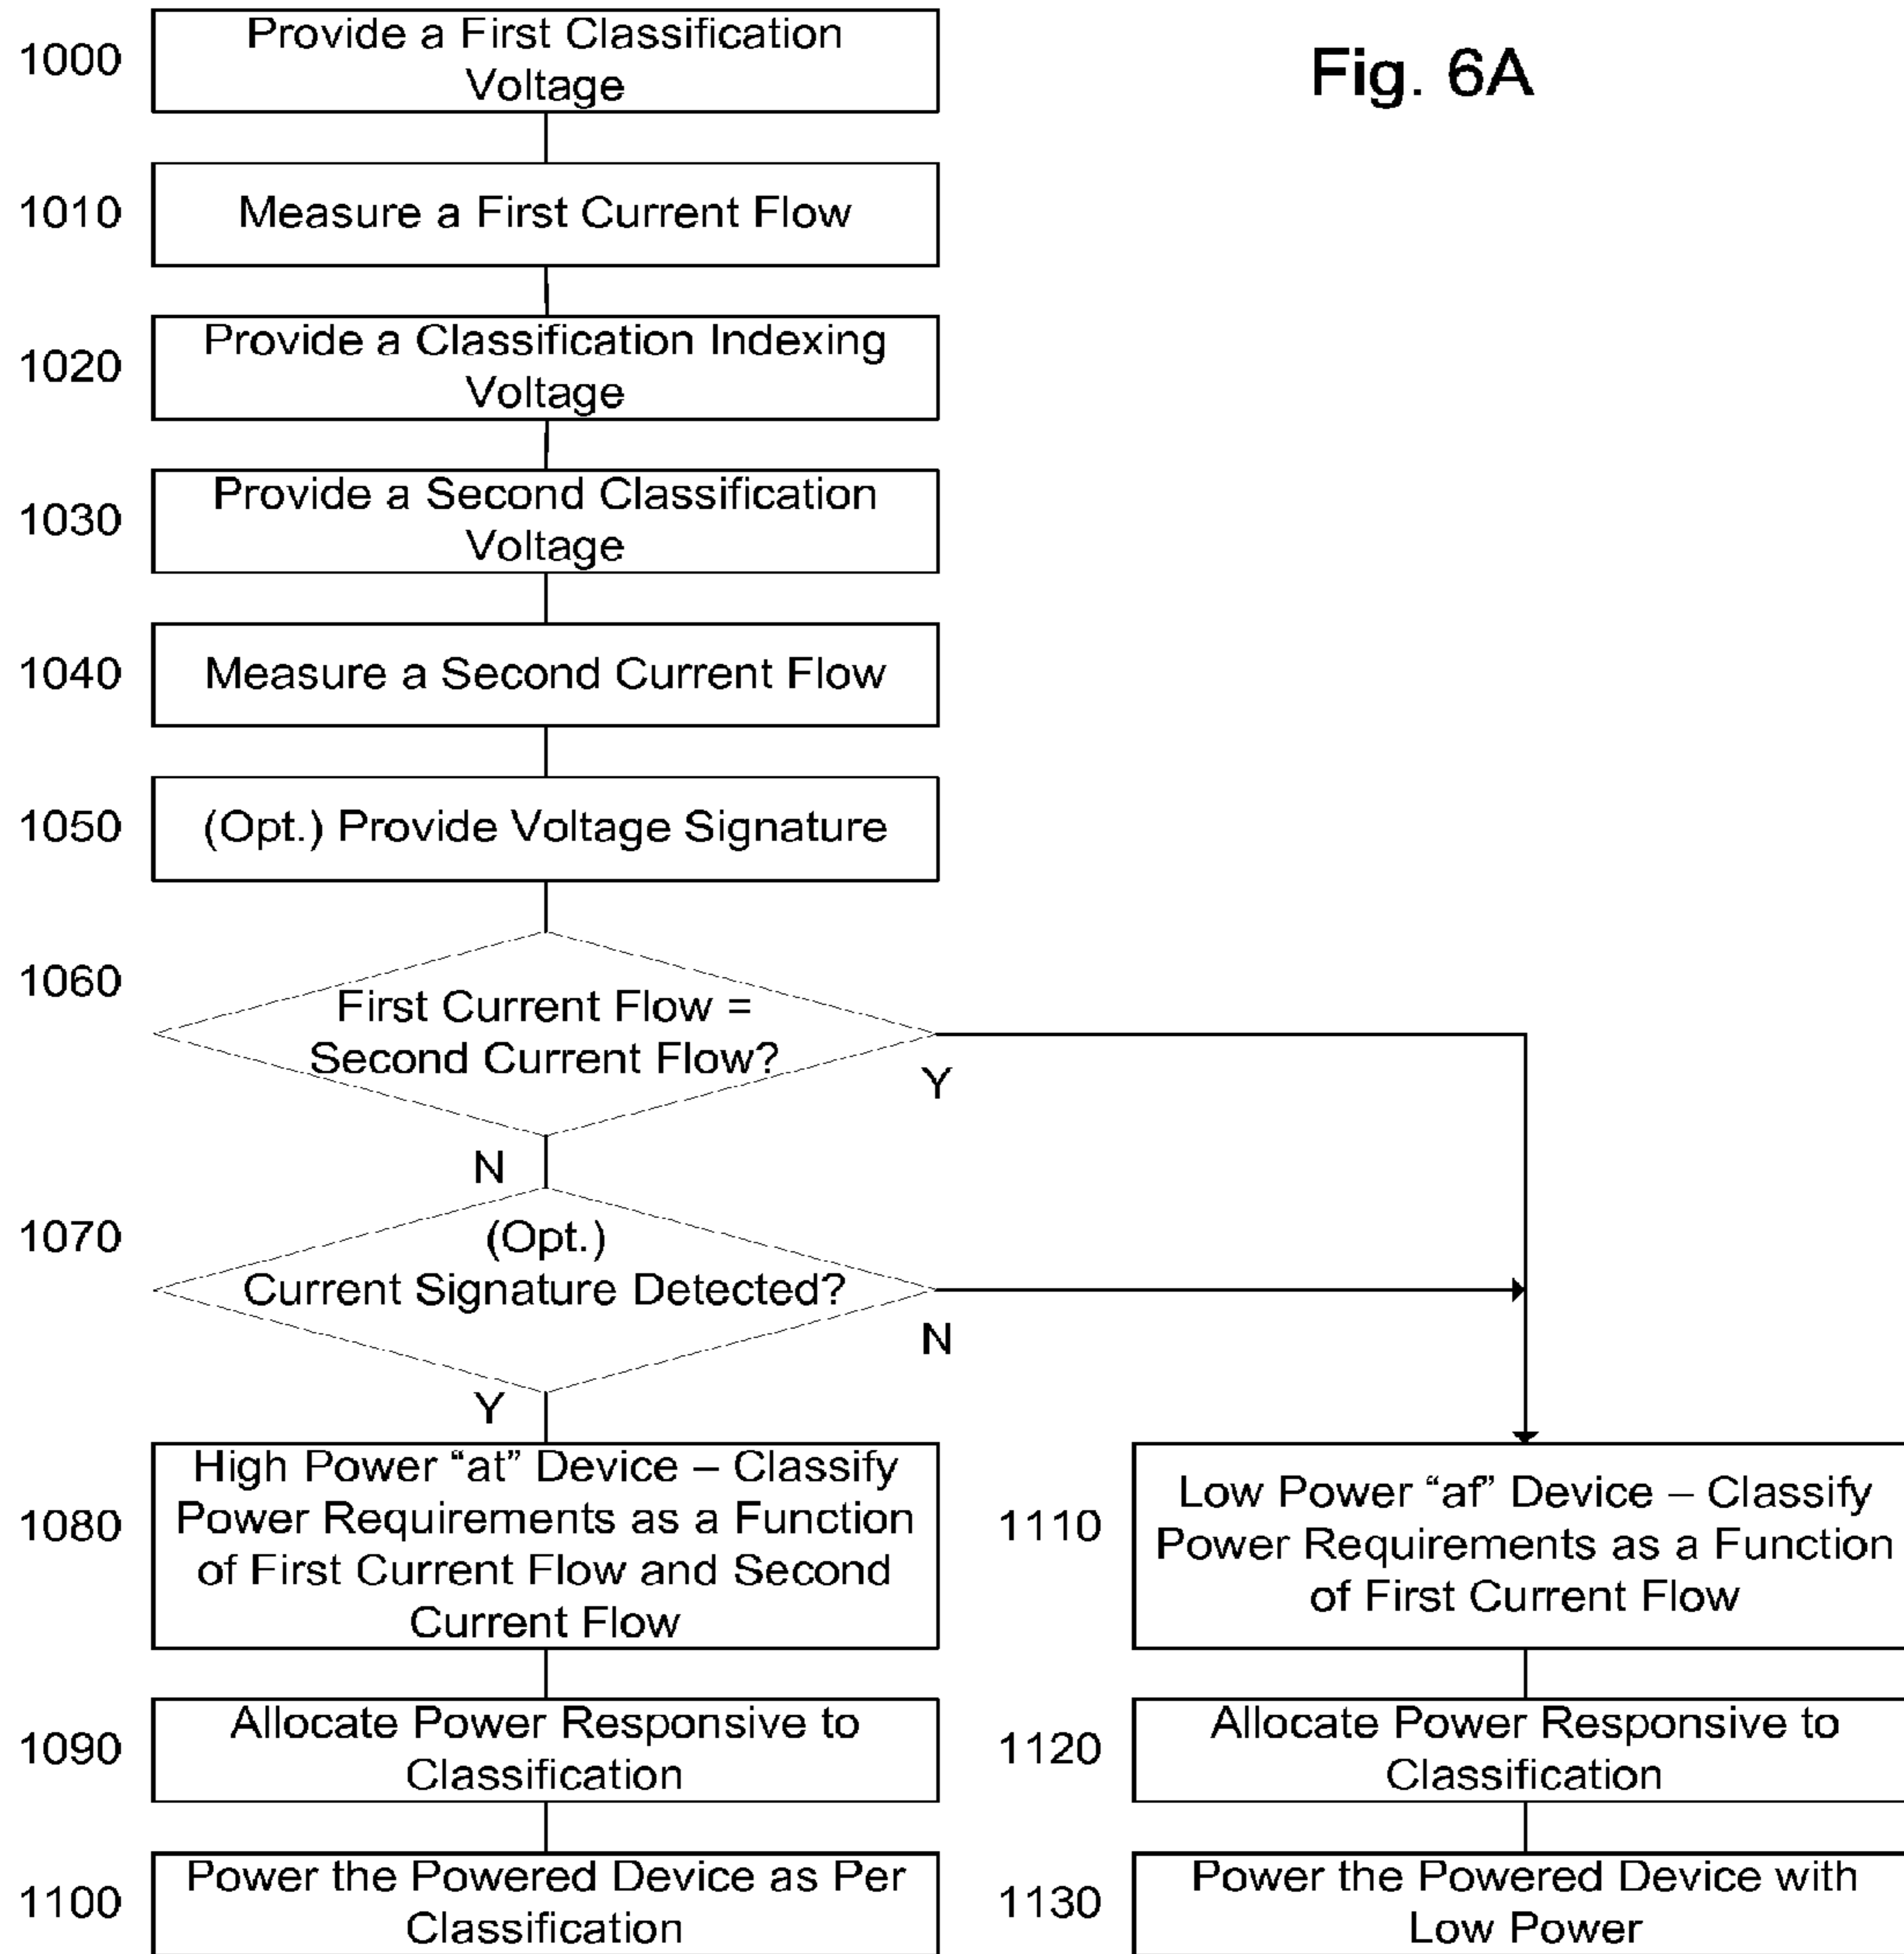 Fig. 6A
1000
Provide a First Classification
Voltage
1010
Measure a First Current Flow
1020
Provide a Classification Indexing
Voltage
1030
Provide a Second Classification
Voltage
1040
Measure a Second Current Flow
1050
(Opt.) Provide Voltage Signature
1060
First Current Flow =
Second Current Flow?
Y
N
1070
(Opt.)
Current Signature Detected?
N
Y
1080
High Power “at” Device – Classify
Power Requirements as a Function
of First Current Flow and Second
Current Flow
1090
Allocate Power Responsive to
Classification
1100
Power the Powered Device as Per
Classification
1110
Low Power “af” Device – Classify
Power Requirements as a Function
of First Current Flow
1120
Allocate Power Responsive to
Classification
1130
Power the Powered Device with
Low Power